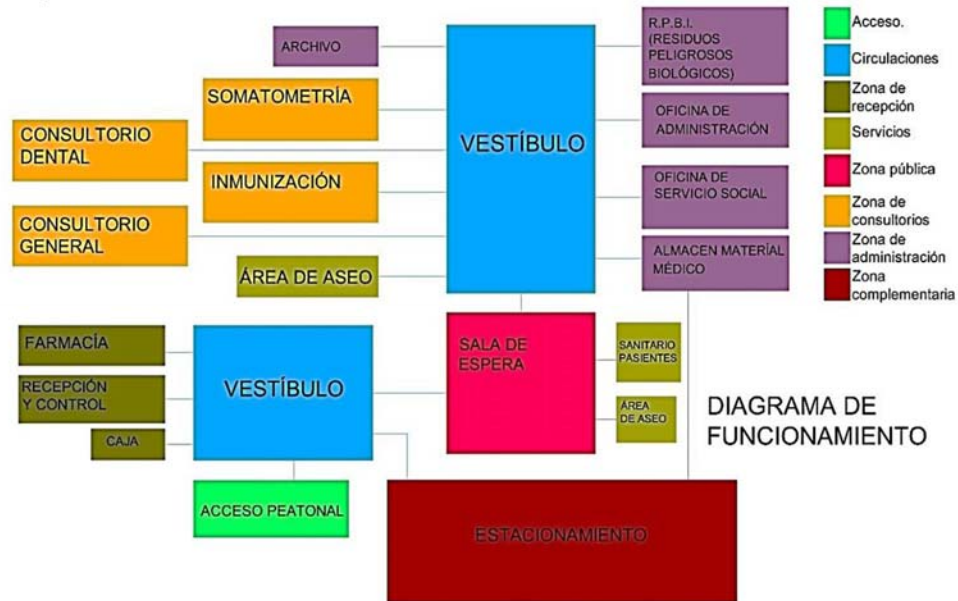 ARCHIVO
SOMATOMETRÍA
CONSULTORIO
DENTAL
INMUNIZACIÓN
CONSULTORIO
GENERAL
ÁREA DE ASEO
VESTÍBULO
R.P.B.I.
(RESIDUOS
PELIGROSOS
BIOLÓGICOS)
OFICINA DE
ADMINISTRACIÓN
OFICINA DE
SERVICIO SOCIAL
ALMACEN MATERÍAL
MÉDICO
Acceso.
Circulaciones
Zona de
recepción
Servicios
Zona pública
Zona de
consultorios
Zona de
administración
Zona
complementaria
FARMACÍA
RECEPCIÓN
Y CONTROL
CAJA
VESTÍBULO
SALA DE
ESPERA
SANITARIO
PASIENTES
ÁREA
DE ASEO
DIAGRAMA DE
FUNCIONAMIENTO
ACCESO PEATONAL
ESTACIONAMIENTO